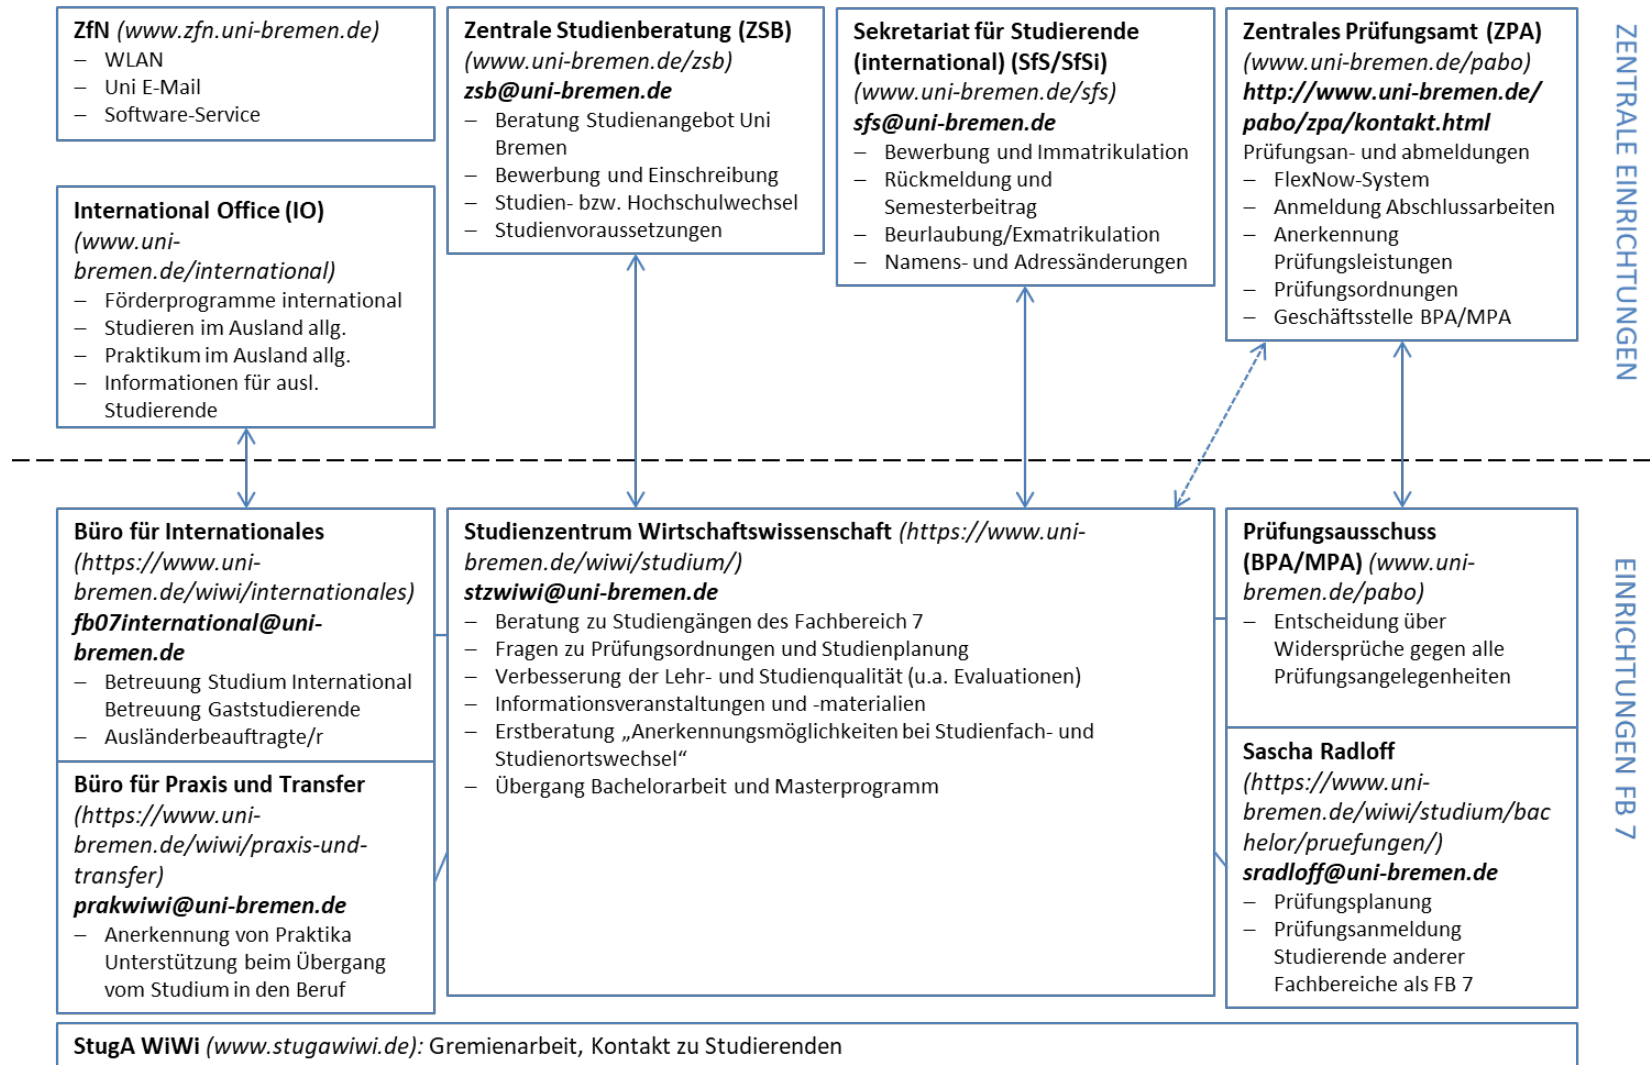 ZfN (www.zfn.uni-bremen.de)
– WLAN
– Uni E-Mail
– Software-Service
International Office (IO)
(www.uni-
bremen.de/international)
– Förderprogramme international
– Studieren im Ausland allg.
– Praktikum im Ausland allg.
– Informationen für ausl.
Studierende
Zentrale Studienberatung (ZSB)
(www.uni-bremen.de/zsb)
zsb@uni-bremen.de
– Beratung Studienangebot Uni
Bremen
– Bewerbung und Einschreibung
– Studien- bzw. Hochschulwechsel
– Studienvoraussetzungen
Sekretariat für Studierende
(international) (SfS/SfSi)
(www.uni-bremen.de/sfs)
sfs@uni-bremen.de
– Bewerbung und Immatrikulation
– Rückmeldung und
Semesterbeitrag
– Beurlaubung/Exmatrikulation
– Namens- und Adressänderungen
Zentrales Prüfungsamt (ZPA)
(www.uni-bremen.de/pabo)
http://www.uni-bremen.de/
pabo/zpa/kontakt.html
Prüfungsan- und abmeldungen
– FlexNow-System
– Anmeldung Abschlussarbeiten
– Anerkennung
Prüfungsleistungen
– Prüfungsordnungen
– Geschäftsstelle BPA/MPA
ZENTRALE EINRICHTUNGEN
Büro für Internationales
(https://www.uni-
bremen.de/wiwi/internationales)
fb07international@uni-
bremen.de
– Betreuung Studium International
Betreuung Gaststudierende
– Ausländerbeauftragte/r
Büro für Praxis und Transfer
(https://www.uni-
bremen.de/wiwi/praxis-und-
transfer)
prakwiwi@uni-bremen.de
– Anerkennung von Praktika
Unterstützung beim Übergang
vom Studium in den Beruf
Studienzentrum Wirtschaftswissenschaft (https://www.uni-
bremen.de/wiwi/studium/)
stzwiwi@uni-bremen.de
– Beratung zu Studiengängen des Fachbereich 7
– Fragen zu Prüfungsordnungen und Studienplanung
– Verbesserung der Lehr- und Studienqualität (u.a. Evaluationen)
– Informationsveranstaltungen und -materialien
– Erstberatung „Anerkennungsmöglichkeiten bei Studienfach- und
Studienortswechsel“
– Übergang Bachelorarbeit und Masterprogramm
Prüfungsausschuss
(BPA/MPA) (www.uni-
bremen.de/pabo)
– Entscheidung über
Widersprüche gegen alle
Prüfungsangelegenheiten
Sascha Radloff
(https://www.uni-
bremen.de/wiwi/studium/bac
helor/pruefungen/)
sradloff@uni-bremen.de
– Prüfungsplanung
– Prüfungsanmeldung
Studierende anderer
Fachbereiche als FB 7
EINRICHTUNGEN FB 7
StugA WiWi (www.stugawiwi.de): Gremienarbeit, Kontakt zu Studierenden